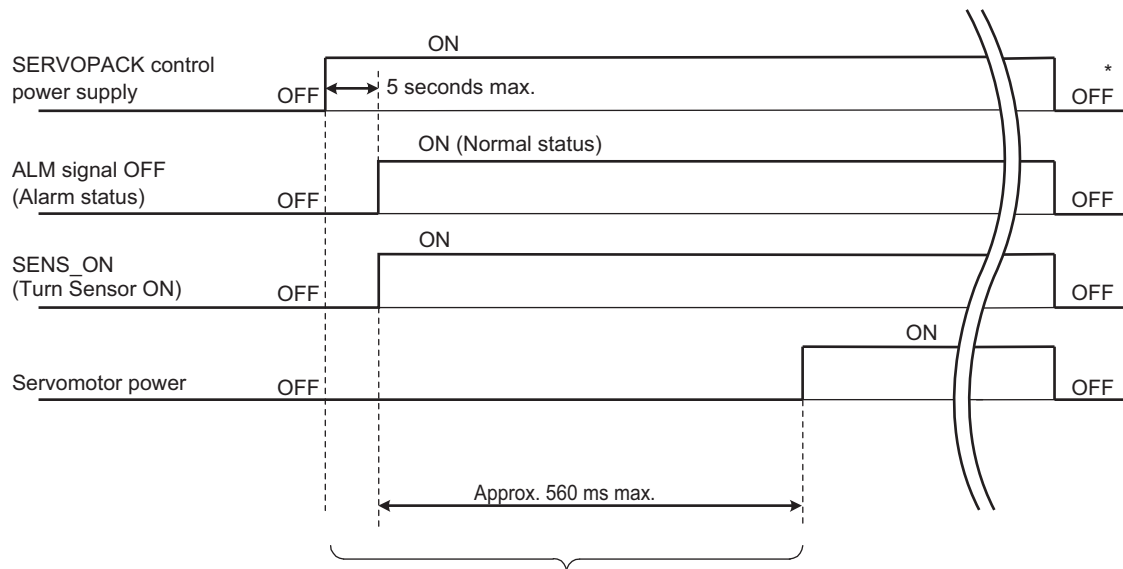 ON
SERVOPACK control
power supply
OFF
5 seconds max.
*
OFF
ON (Normal status)
ALM signal OFF
(Alarm status)
OFF
OFF
ON
SENS_ON
(Turn Sensor ON)
OFF
OFF
ON
Servomotor power
OFF
OFF
Approx. 560 ms max.